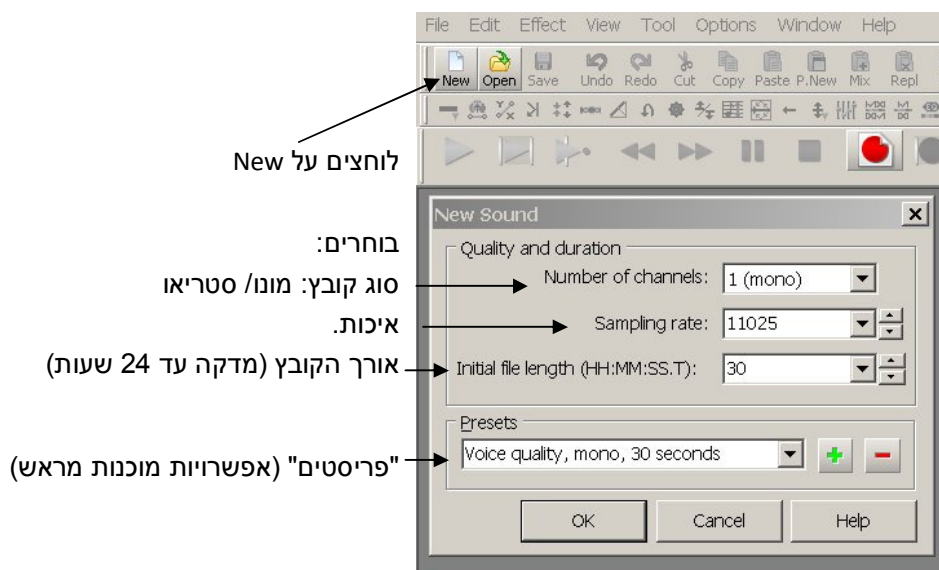 File Edit Effect View Tool Options Window Help
New Open Save Undo Redo Cut Copy Paste P.New Mix Repl
לוחצים על New
New Sound
בוחרים:
Quality and duration
סוג קובץ: מונו/ סטריאו
Number of channels: 1 (mono)
איכות.
Sampling rate: 11025
אורך הקובץ (מדקה עד 24 שעות)
Initial file length (HH:MM:SS.T): 30
Presets
"פריסטים" (אפשרויות מוכנות מראש)
Voice quality, mono, 30 seconds
OK Cancel Help